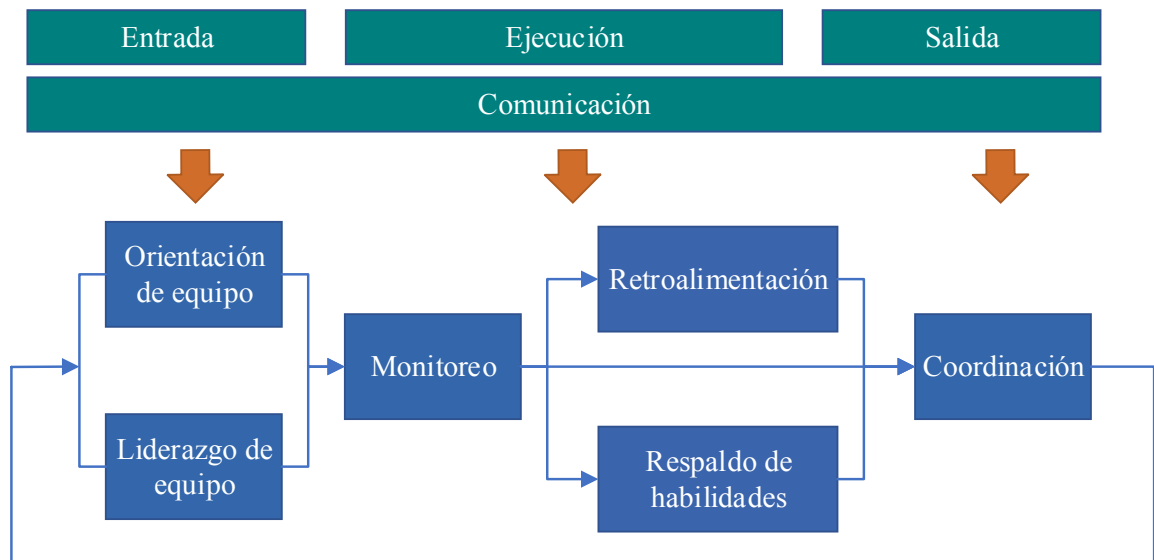 Entrada
Ejecución
Salida
Comunicación
Orientación
de equipo
Retroalimentación
Monitoreo
Coordinación
Liderazgo de
equipo
Respaldo de
habilidades